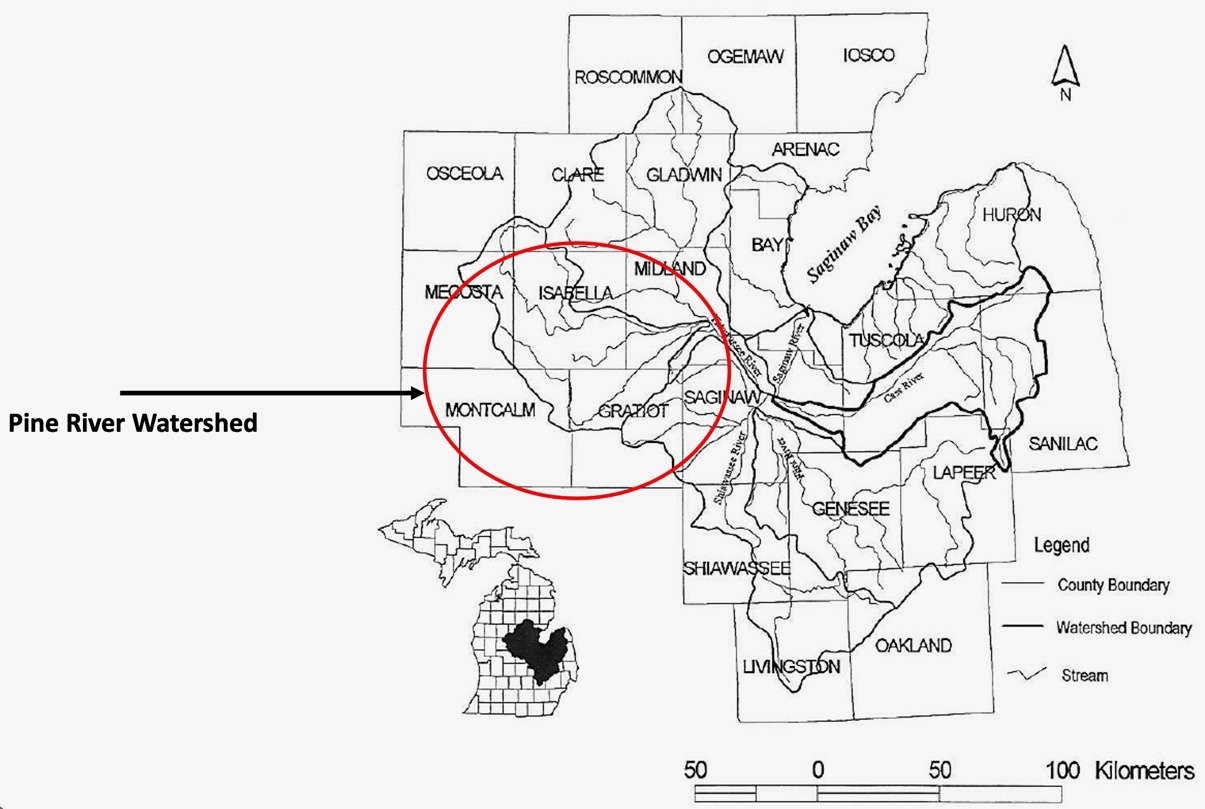 OGEMAW
IOSCO
ROSCOMMON
N
ARENAC
OSCEOLA
CLARE
GLADWIN
HURON
Saginaw Bay
BAY
MIDLAND
MECOSTA
ISABELLA
TUSCOLA
Saginaw River
Cass River
MONTCALM
GRATIOT
SAGINAW
Pine River Watershed
SANILAC
Shiawassee River
Flint River
LAPEER
GENESEE
SHIAWASSEE
Legend
County Boundary
Watershed Boundary
OAKLAND
LIVINGSTON
Stream
50 0 50 100 Kilometers